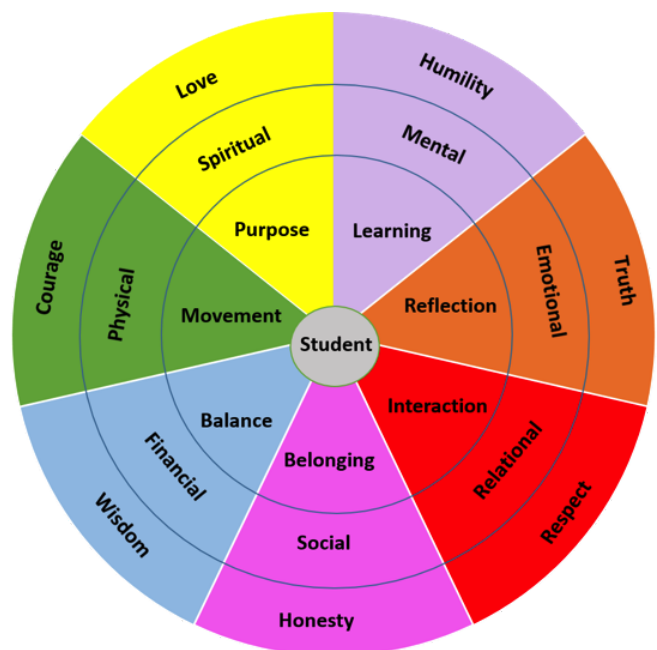 Love
Humility
Spiritual
Mental
Purpose
Learning
Courage
Physical
Movement
Reflection
Emotional
Truth
Student
Balance
Interaction
Financial
Belonging
Relational
Wisdom
Social
Respect
Honesty